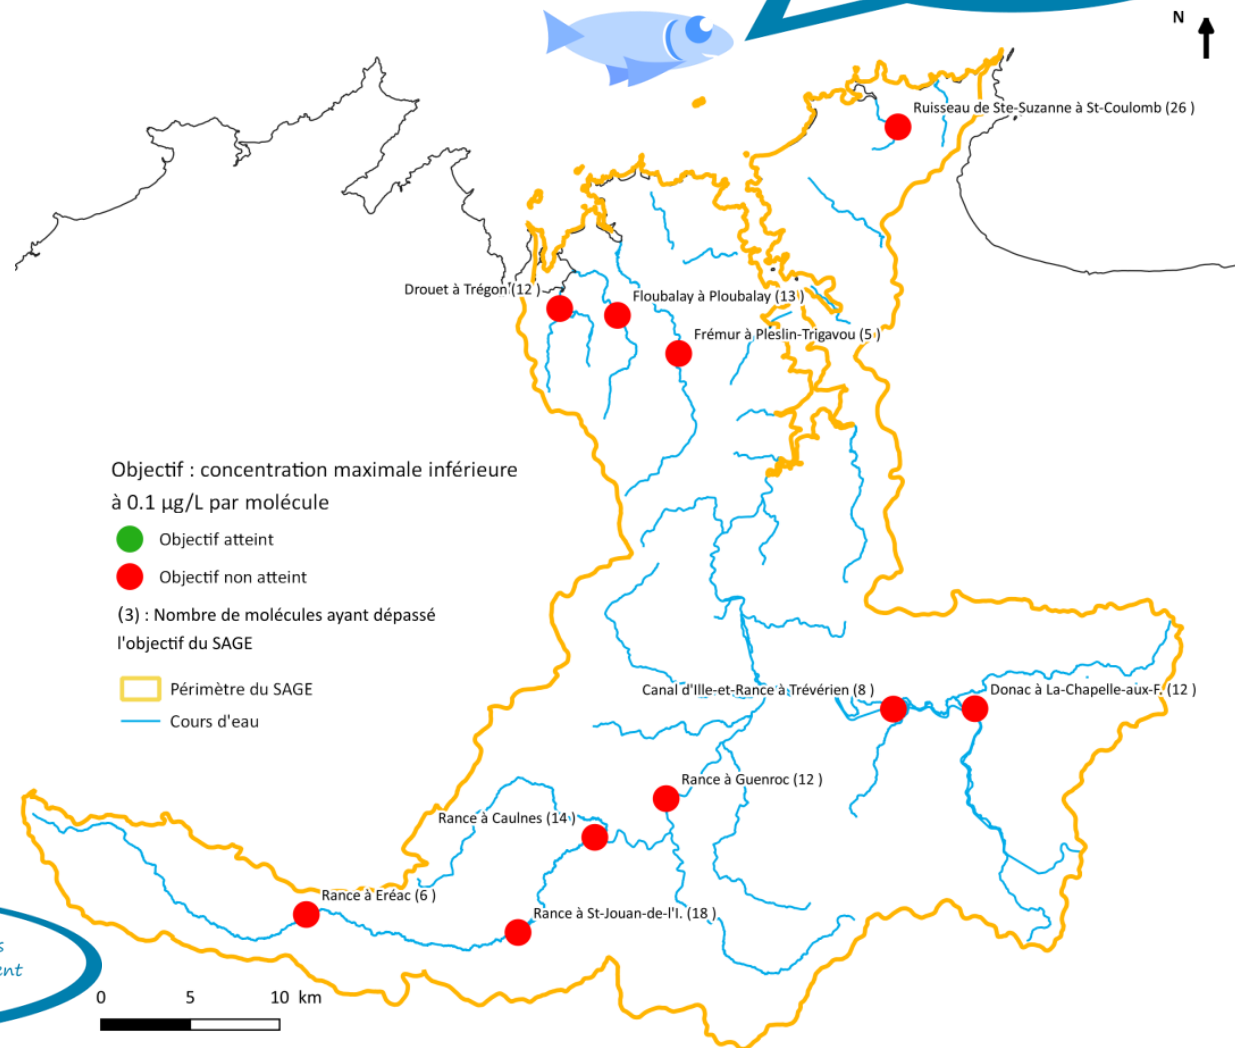 N
Ruisseau de Ste-Suzanne à St-Coulomb (26 )
Drouet à Trégon (12 )
Floubalay à Ploubalay (13 )
Frémur à Pleslin-Trigavou (5 )
Objectif : concentration maximale inférieure
à 0.1 µg/L par molécule
Objectif atteint
Objectif non atteint
(3) : Nombre de molécules ayant dépassé
l'objectif du SAGE
Périmètre du SAGE
Cours d'eau
Canal d'Ille-et-Rance à Trévérien (8 )
Donac à La-Chapelle-aux-F. (12 )
Rance à Guenroc (12 )
Rance à Caulnes (14 )
Rance à Eréac (6 )
Rance à St-Jouan-de-l'I. (18 )
s
ent
0 5 10 km